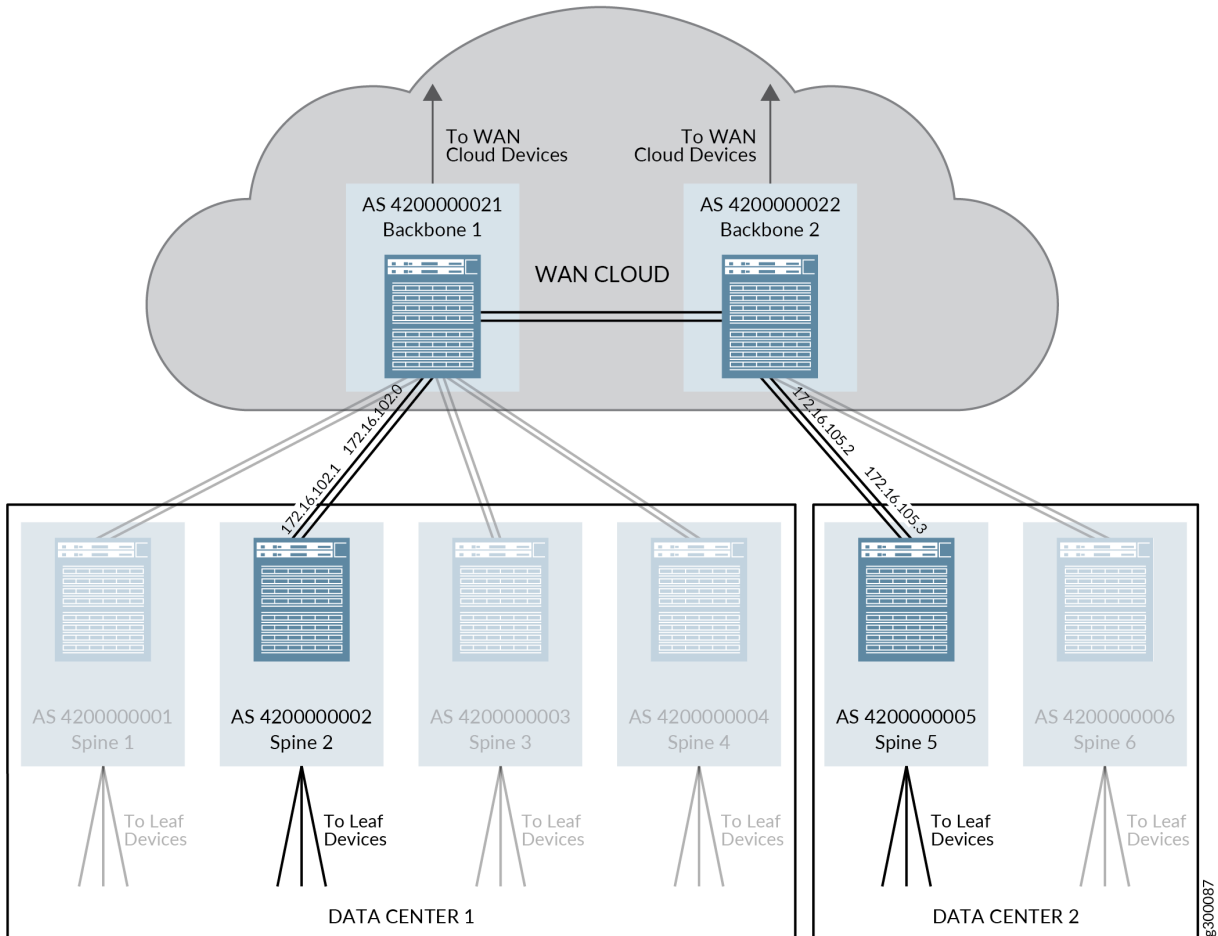 To WAN
Cloud Devices
To WAN
Cloud Devices
AS 4200000021
Backbone 1
AS 4200000022
Backbone 2
WAN CLOUD
172.16.102.0
172.16.102.1
172.16.105.2
172.16.105.3
AS 4200000001
Spine 1
AS 4200000002
Spine 2
AS 4200000003
Spine 3
AS 4200000004
Spine 4
AS 4200000005
Spine 5
AS 4200000006
Spine 6
To Leaf
Devices
To Leaf
Devices
To Leaf
Devices
To Leaf
Devices
To Leaf
Devices
To Leaf
Devices
DATA CENTER 1
DATA CENTER 2
g300087